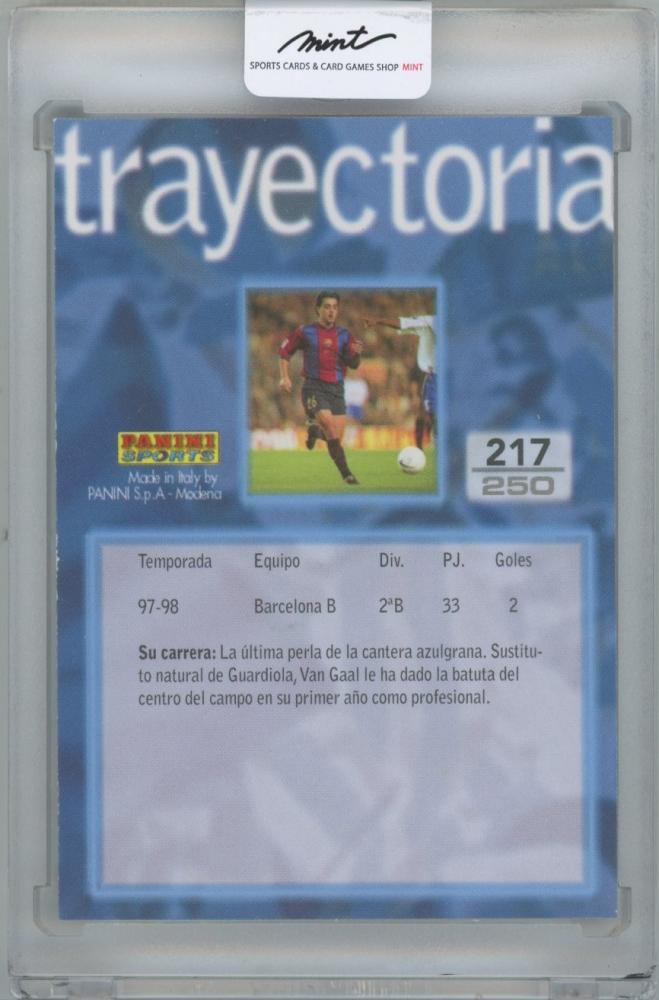 mint
SPORTS CARDS & CARD GAMES SHOP MINT
trayectoria
PANINI
SPORTS
Made in Italy by
PANINI S.p.A - Modena
217
250
Temporada Equipo Div. PJ. Goles
97-98 Barcelona B 2ªB 33 2
Su carrera: La última perla de la cantera azulgrana. Sustitu-
to natural de Guardiola, Van Gaal le ha dado la batuta del
centro del campo en su primer año como profesional.